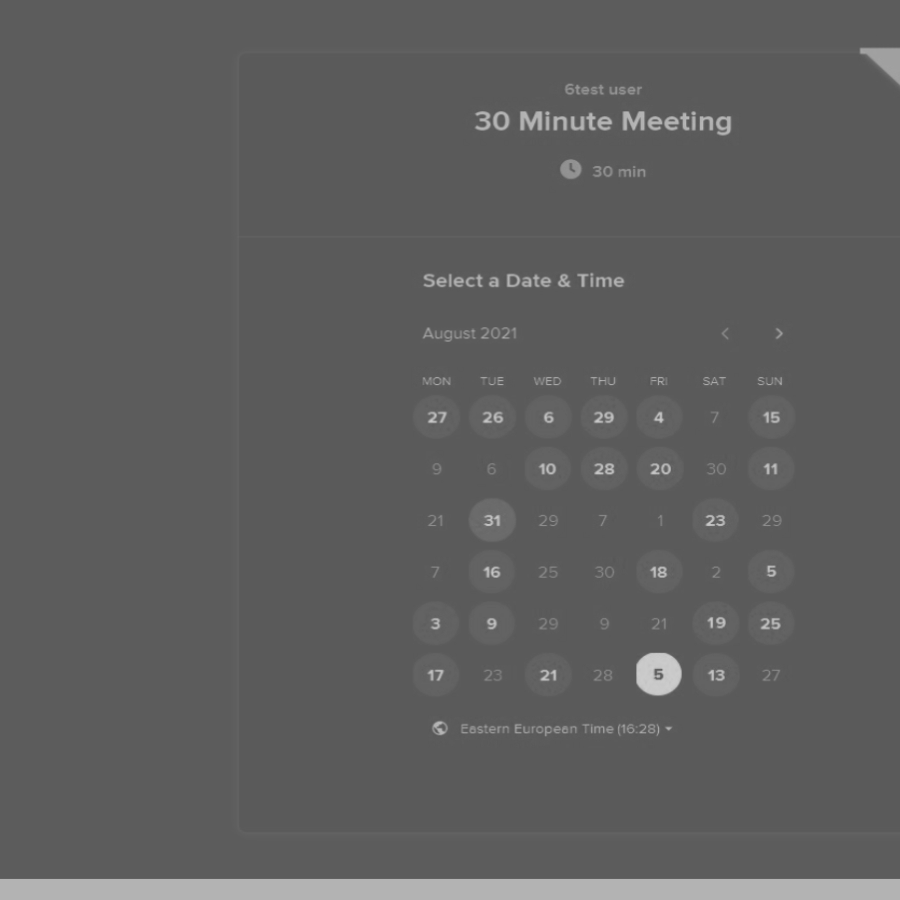 6test user
30 Minute Meeting
30 min
Select a Date & Time
August 2021
MON TUE WED THU FRI SAT SUN
27 26 6 29 4 7 15
9 6 10 28 20 30 11
21 31 29 7 1 23 29
7 16 25 30 18 2 5
3 9 29 9 21 19 25
17 23 21 28 5 13 27
Eastern European Time (16:28)